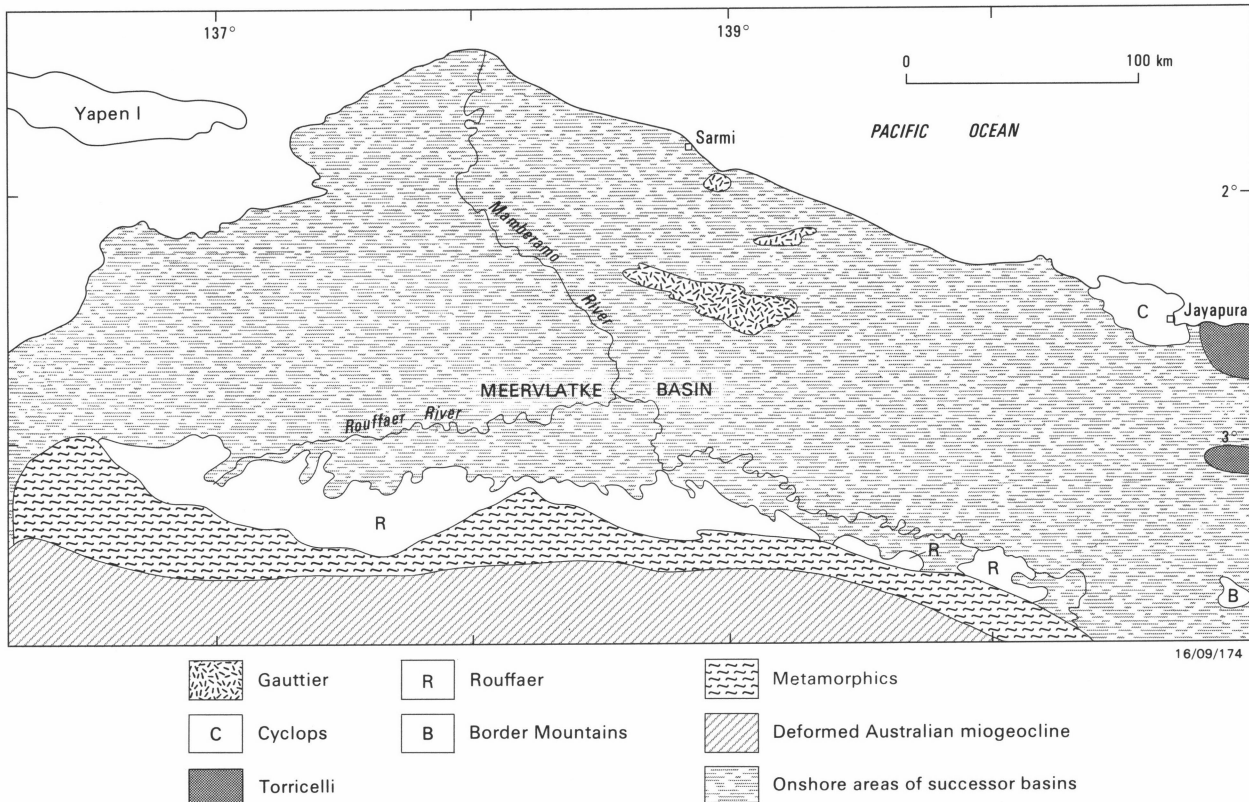 137°
139°
0
100 km
Yapen I
PACIFIC OCEAN
Sarmi
2°
Mamberamo
River
C
Jayapura
MEERVLATKE BASIN
Rouffaer River
3°
R
R
R
B
16/09/174
Gauttier
R Rouffaer
Metamorphics
C Cyclops
B Border Mountains
Deformed Australian miogeocline
Torricelli
Onshore areas of successor basins